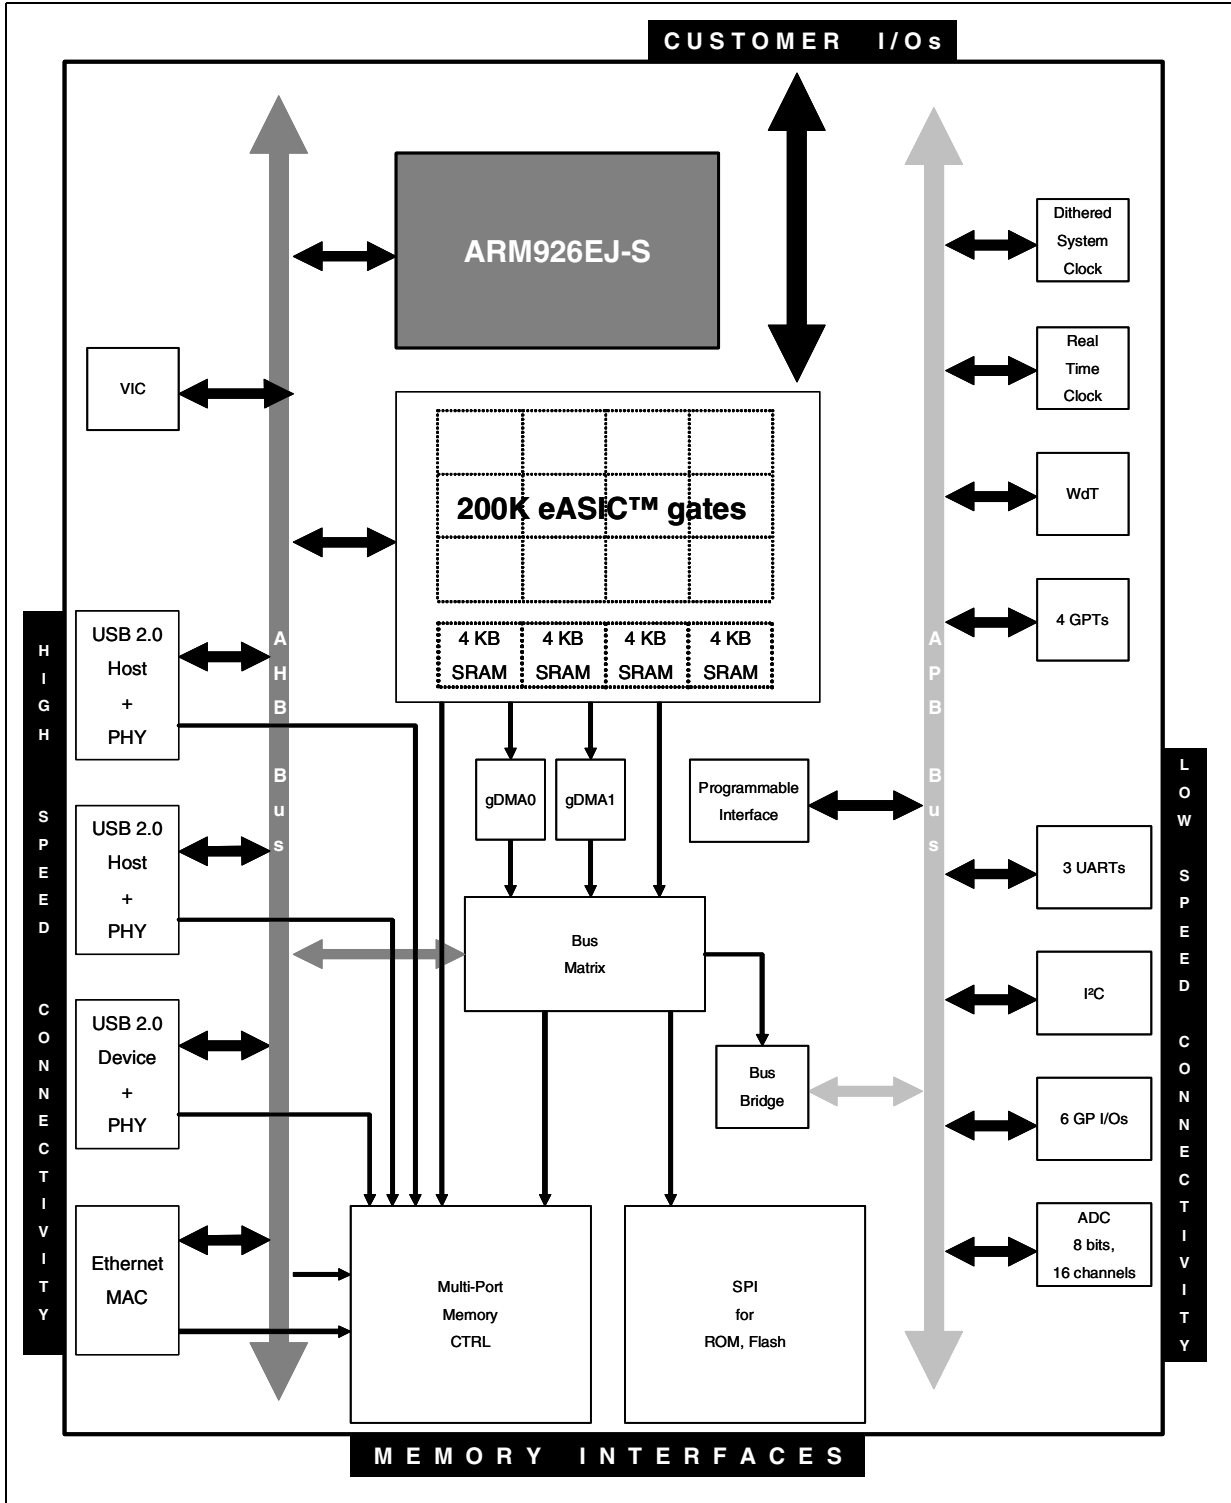 CUSTOMER I/Os
ARM926EJ-S
Dithered
System
Clock
Real
Time
Clock
VIC
WdT
200K eASIC™ gates
4 GPTs
4 KB
SRAM
4 KB
SRAM
4 KB
SRAM
4 KB
SRAM
HIGH SPEED CONNECTIVITY
USB 2.0
Host
+
PHY
AHB Bus
APB Bus
gDMA0
gDMA1
Programmable
Interface
LOW SPEED CONNECTIVITY
USB 2.0
Host
+
PHY
3 UARTs
Bus
Matrix
I²C
USB 2.0
Device
+
PHY
Bus
Bridge
6 GP I/Os
Ethernet
MAC
ADC
8 bits,
16 channels
Multi-Port
Memory
CTRL
SPI
for
ROM, Flash
MEMORY INTERFACES